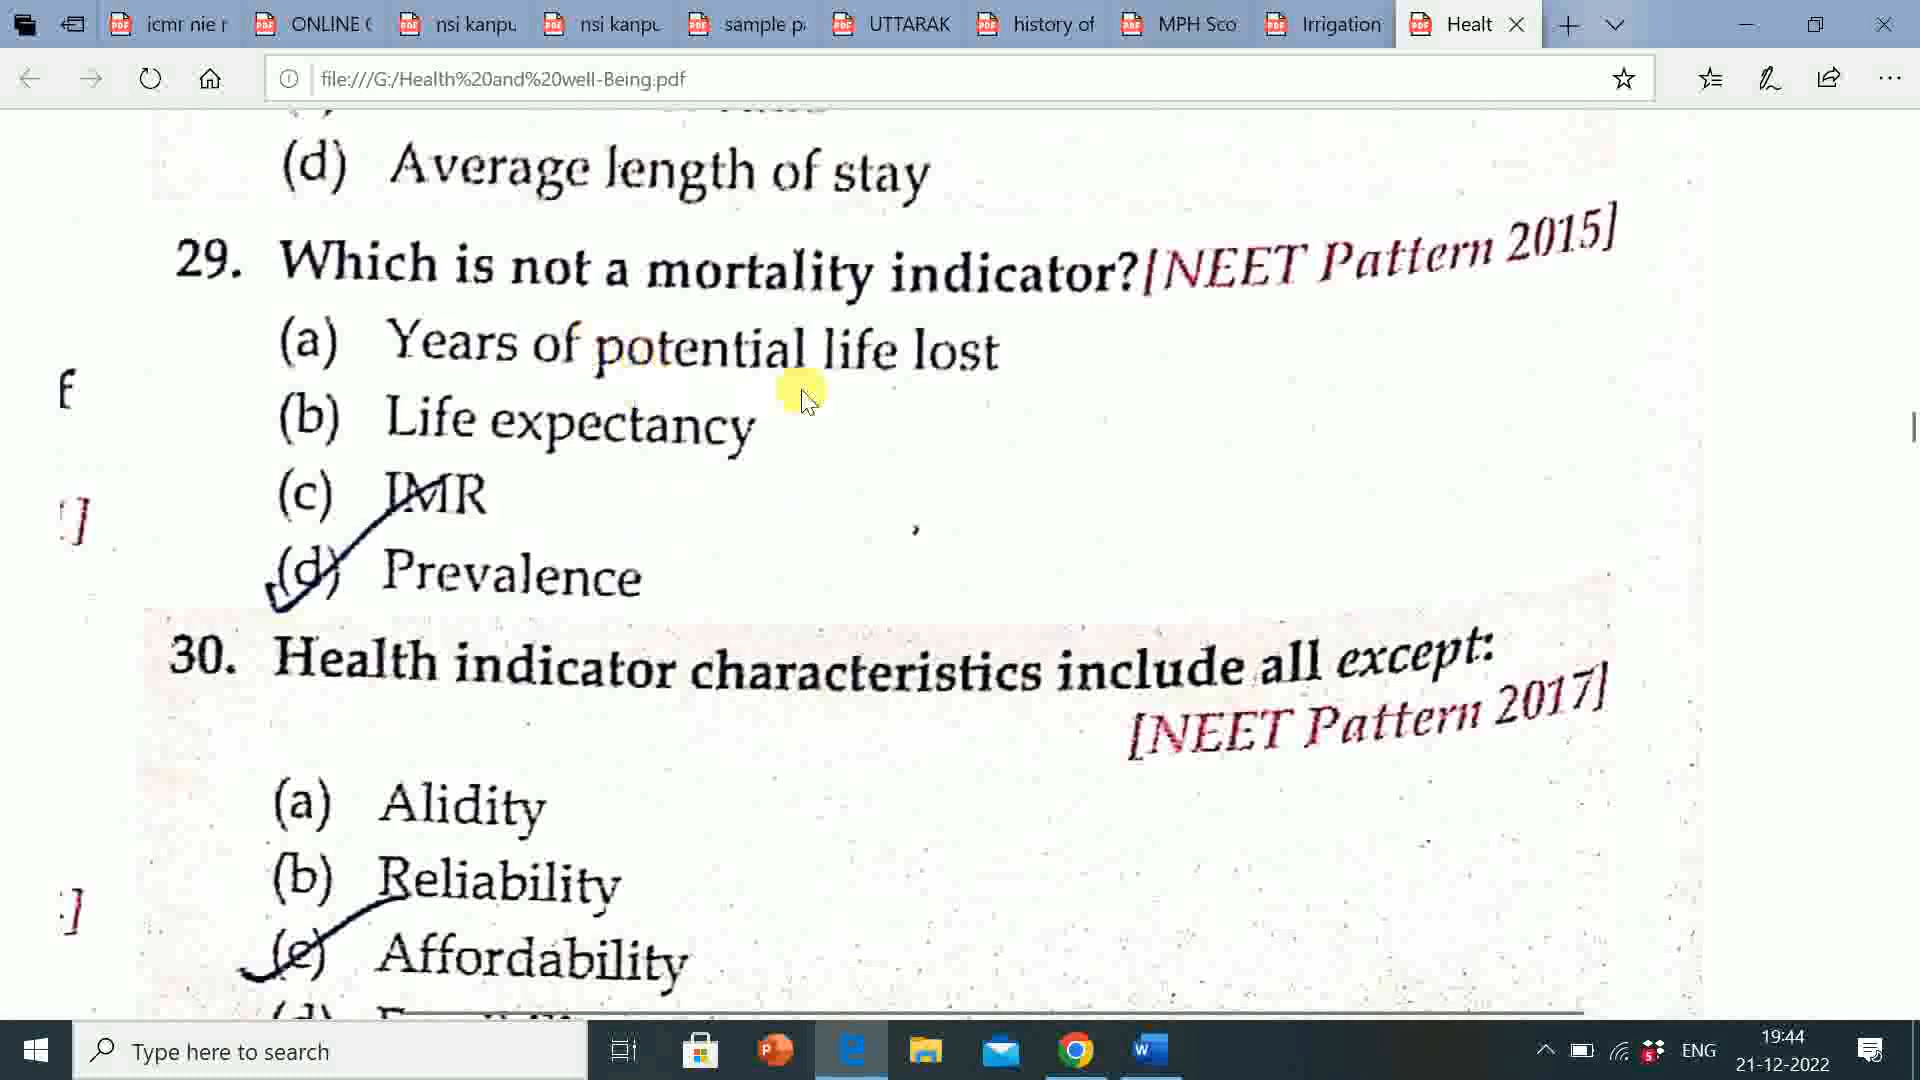 icmr nie r
ONLINE (
nsi kanpu
nsi kanpu
sample pa
UTTARAK
history of
MPH Sco
Irrigation
Healt
file:///G:/Health%20and%20well-Being.pdf
(d) Average length of stay
29. Which is not a mortality indicator?[NEET Pattern 2015]
(a) Years of potential life lost
(b) Life expectancy
(c) IMR
(d) Prevalence
30. Health indicator characteristics include all except:
[NEET Pattern 2017]
(a) Alidity
(b) Reliability
(c) Affordability
Type here to search
ENG
19:44
21-12-2022